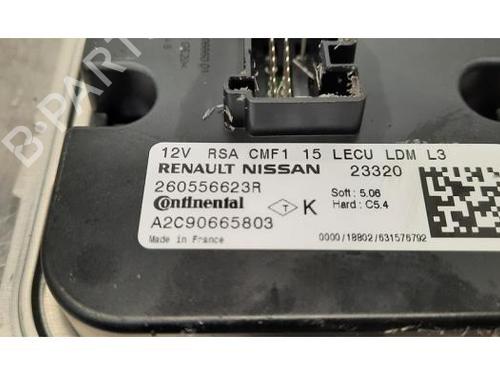 B-PARTS
12V RSA CMF1 15 LECU LDM L3
RENAULT NISSAN 23320
260556623R
Soft : 5.06
Continental T K
Hard : C5.4
A2C90665803
Made in France
0000/18802/631576792